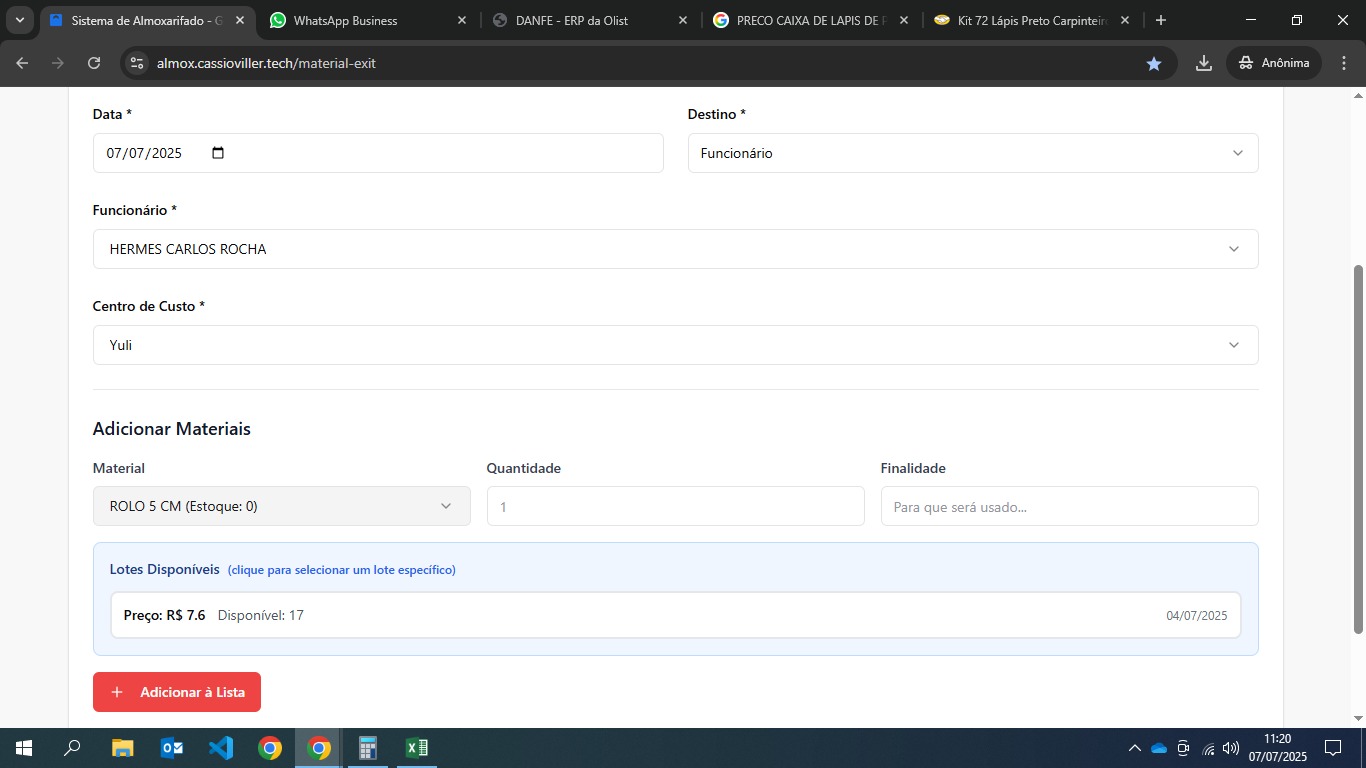 Sistema de Almoxarifado - G
WhatsApp Business
DANFE - ERP da Olist
PRECO CAIXA DE LAPIS DE P
Kit 72 Lápis Preto Carpinteiro
almox.cassioviller.tech/material-exit
Anônima
Data *
Destino *
07/07/2025
Funcionário
Funcionário *
HERMES CARLOS ROCHA
Centro de Custo *
Yuli
Adicionar Materiais
Material
Quantidade
Finalidade
ROLO 5 CM (Estoque: 0)
1
Para que será usado...
Lotes Disponíveis (clique para selecionar um lote específico)
Preço: R$ 7.6 Disponível: 17
04/07/2025
+ Adicionar à Lista
11:20
07/07/2025